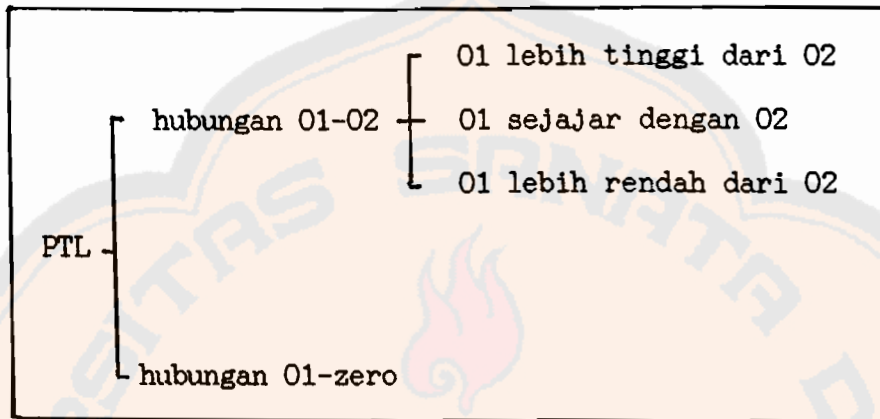 01 lebih tinggi dari 02
hubungan 01-02
01 sejajar dengan 02
01 lebih rendah dari 02
PTL
hubungan 01-zero